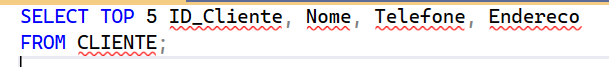 SELECT TOP 5 ID_Cliente, Nome, Telefone, Endereco
FROM CLIENTE;